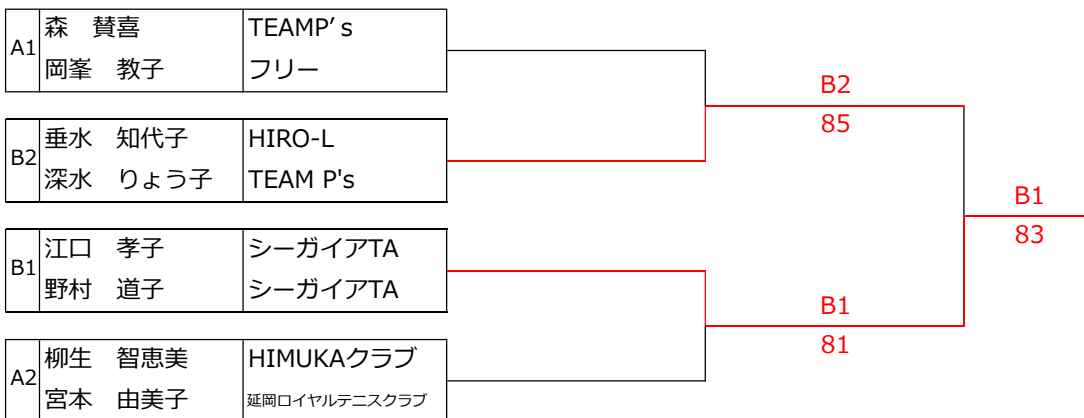 A1 森　賛喜 TEAMP’s
岡峯　教子 フリー
B2 垂水　知代子 HIRO-L
深水　りょう子 TEAM P's
B1 江口　孝子 シーガイアTA
野村　道子 シーガイアTA
A2 柳生　智恵美 HIMUKAクラブ
宮本　由美子 延岡ロイヤルテニスクラブ
B2
85
B1
81
B1
83